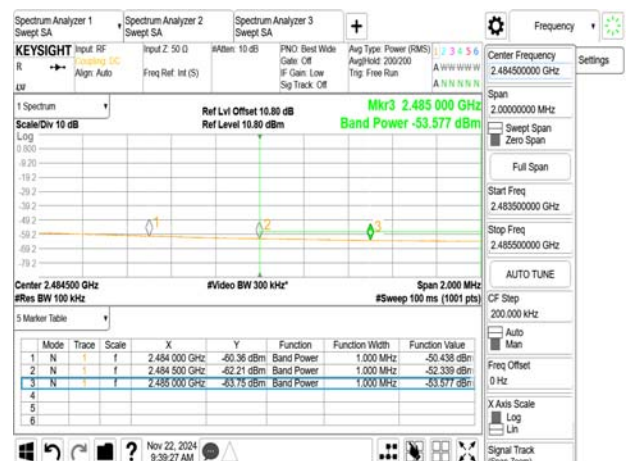 Spectrum Analyzer 1
Swept SA
Spectrum Analyzer 2
Swept SA
Spectrum Analyzer 3
Swept SA
+
Frequency
KEYSIGHT
R
LXI
Input: RF
Coupling: DC
Align: Auto
Input Z: 50 Ω
Freq Ref: Int (S)
#Atten: 10 dB
PNO: Best Wide
Gate: Off
IF Gain: Low
Sig Track: Off
Avg Type: Power (RMS)
Avg|Hold: 200/200
Trig: Free Run
1 2 3 4 5 6
A W W W W W
A N N N N N
Center Frequency
2.484500000 GHz
Settings
1 Spectrum
Scale/Div 10 dB
Ref Lvl Offset 10.80 dB
Ref Level 10.80 dBm
Mkr3 2.485 000 GHz
Band Power -53.577 dBm
Span
2.00000000 MHz
Swept Span
Zero Span
Full Span
Start Freq
2.483500000 GHz
Stop Freq
2.485500000 GHz
AUTO TUNE
CF Step
200.000 kHz
Auto
Man
Freq Offset
0 Hz
X Axis Scale
Log
Lin
Signal Track
Log
0.800
-9.20
-19.2
-29.2
-39.2
-49.2
-59.2
-69.2
-79.2
1
2
3
Center 2.484500 GHz
#Res BW 100 kHz
#Video BW 300 kHz*
Span 2.000 MHz
#Sweep 100 ms (1001 pts)
5 Marker Table
Mode Trace Scale X Y Function Function Width Function Value
1 N 1 f 2.484 000 GHz -60.36 dBm Band Power 1.000 MHz -50.438 dBm
2 N 1 f 2.484 500 GHz -62.21 dBm Band Power 1.000 MHz -52.339 dBm
3 N 1 f 2.485 000 GHz -63.75 dBm Band Power 1.000 MHz -53.577 dBm
4
5
6
?
Nov 22, 2024
9:39:27 AM